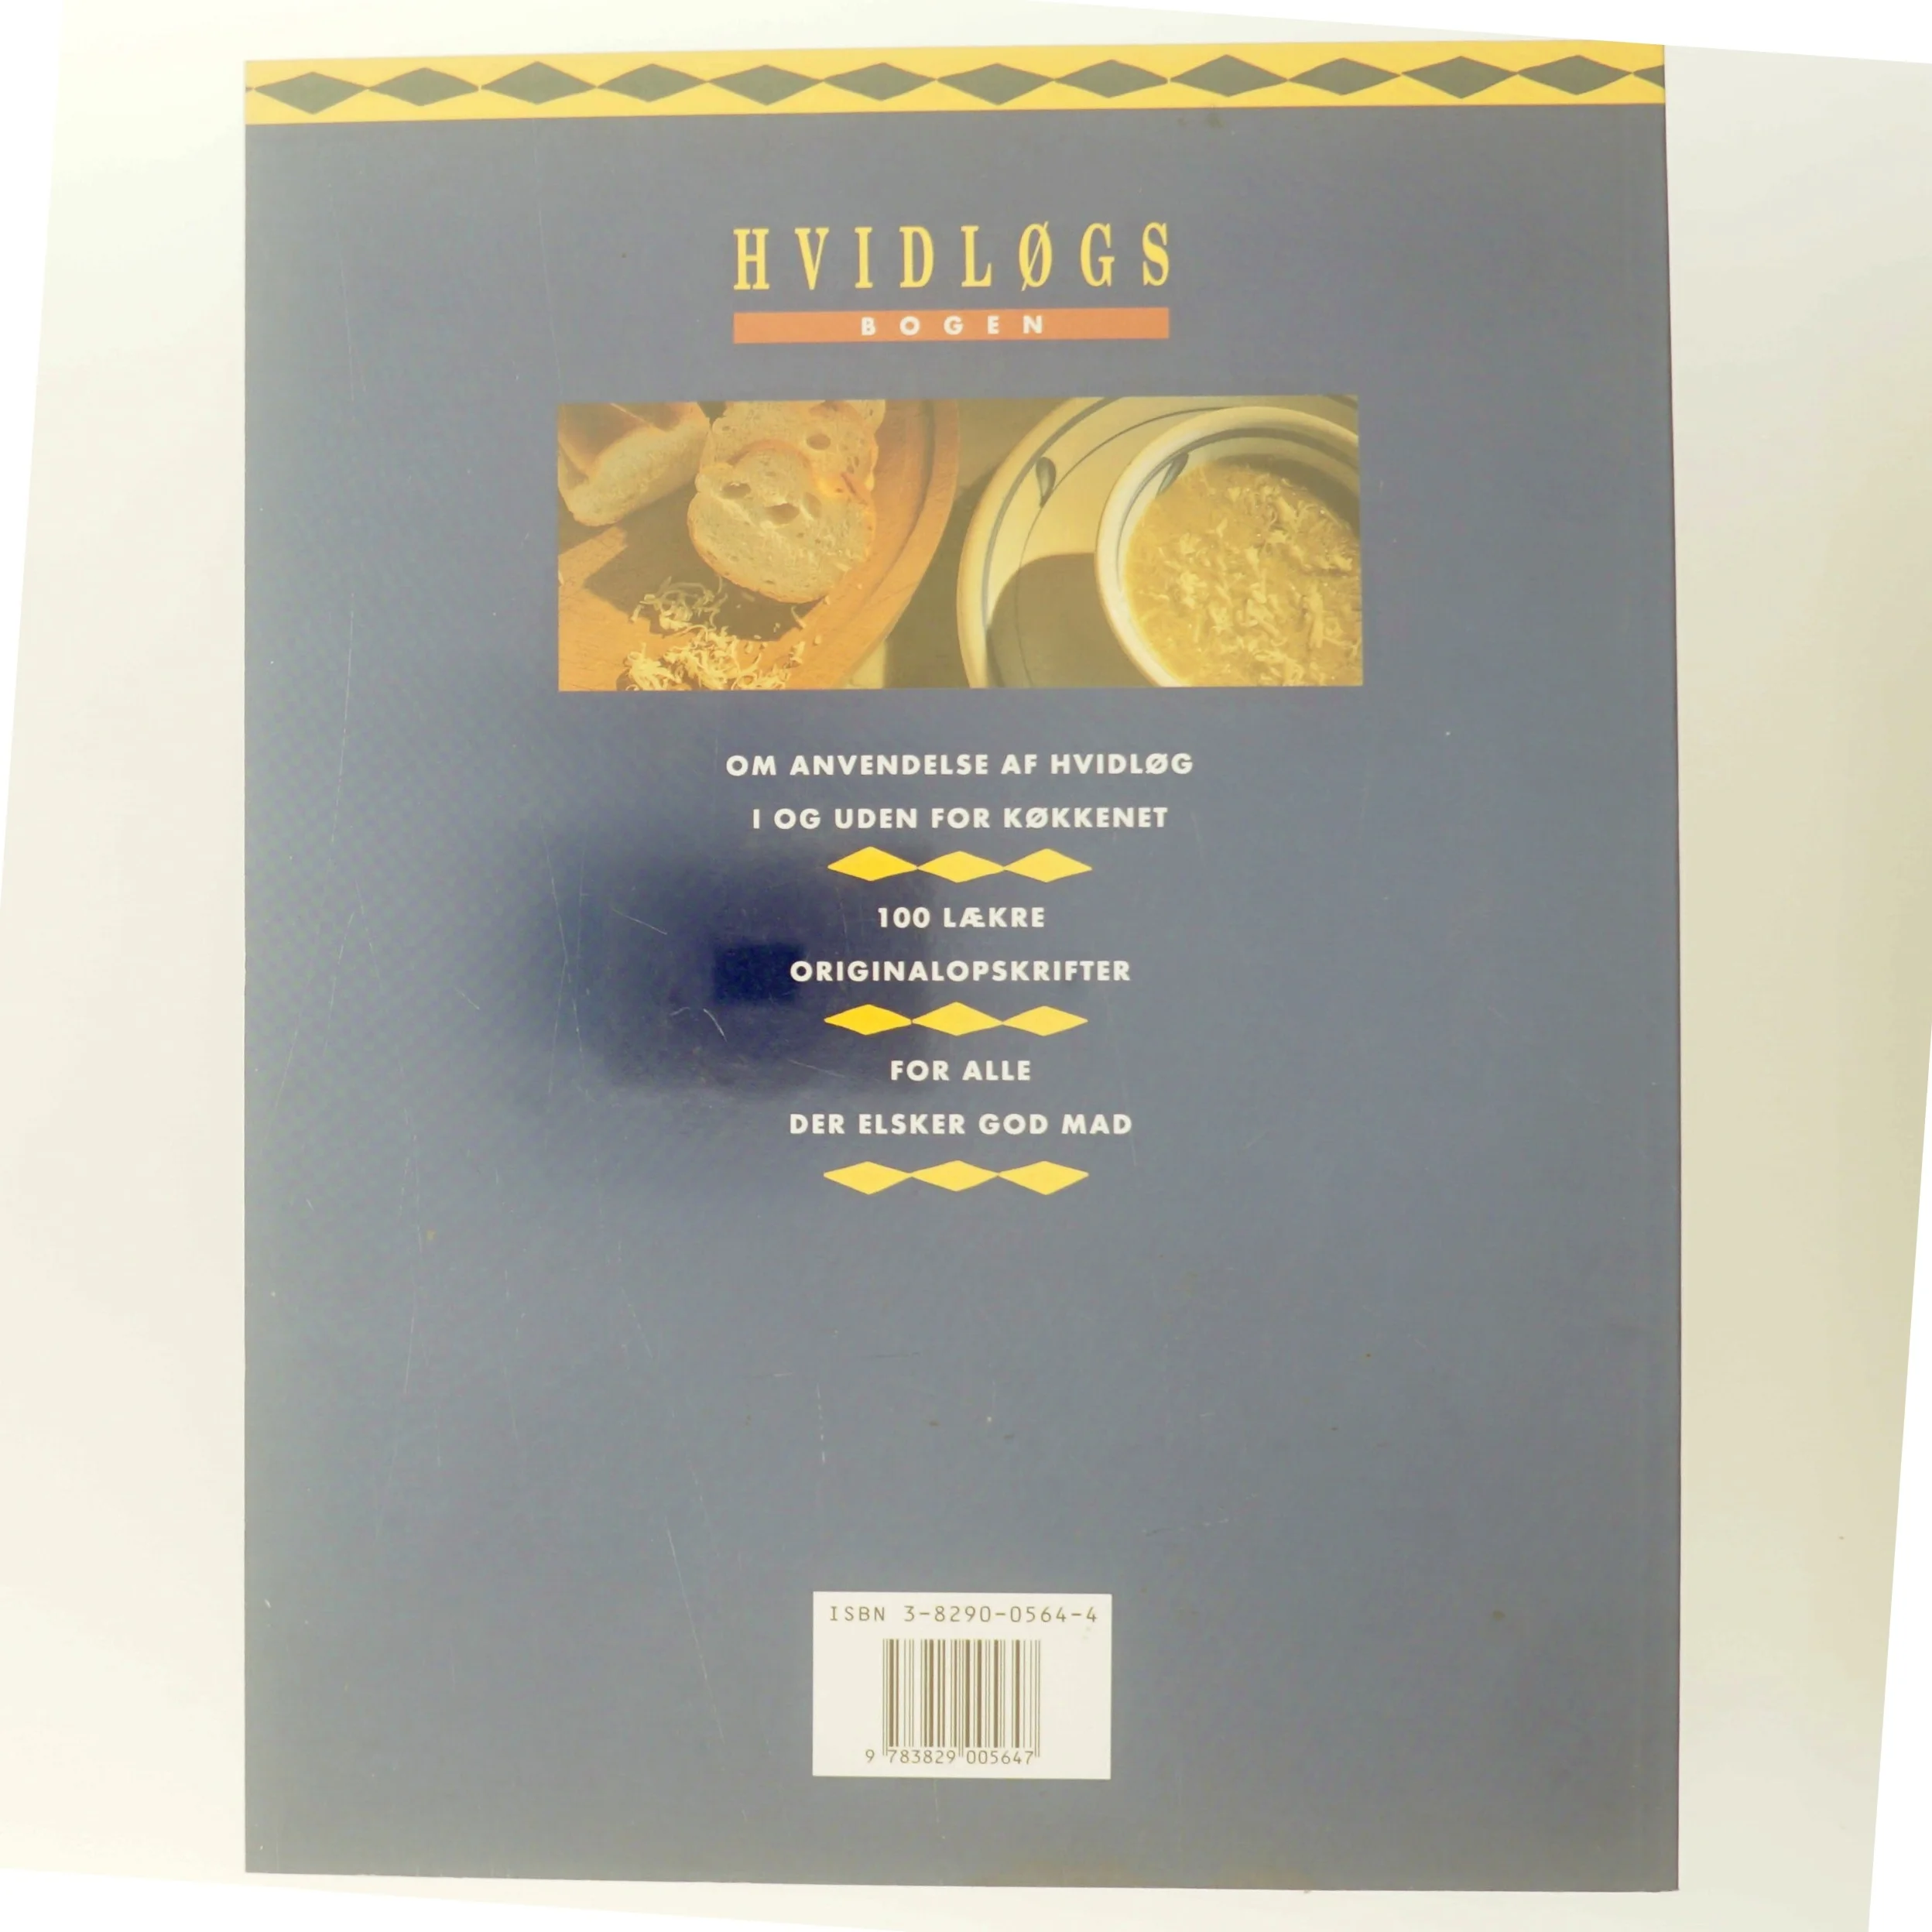 HVIDLØGS
BOGEN
OM ANVENDELSE AF HVIDLØG
I OG UDEN FOR KØKKENET
100 LÆKRE
ORIGINALOPSKRIFTER
FOR ALLE
DER ELSKER GOD MAD
ISBN 3-8290-0564-4
9 783829 005647